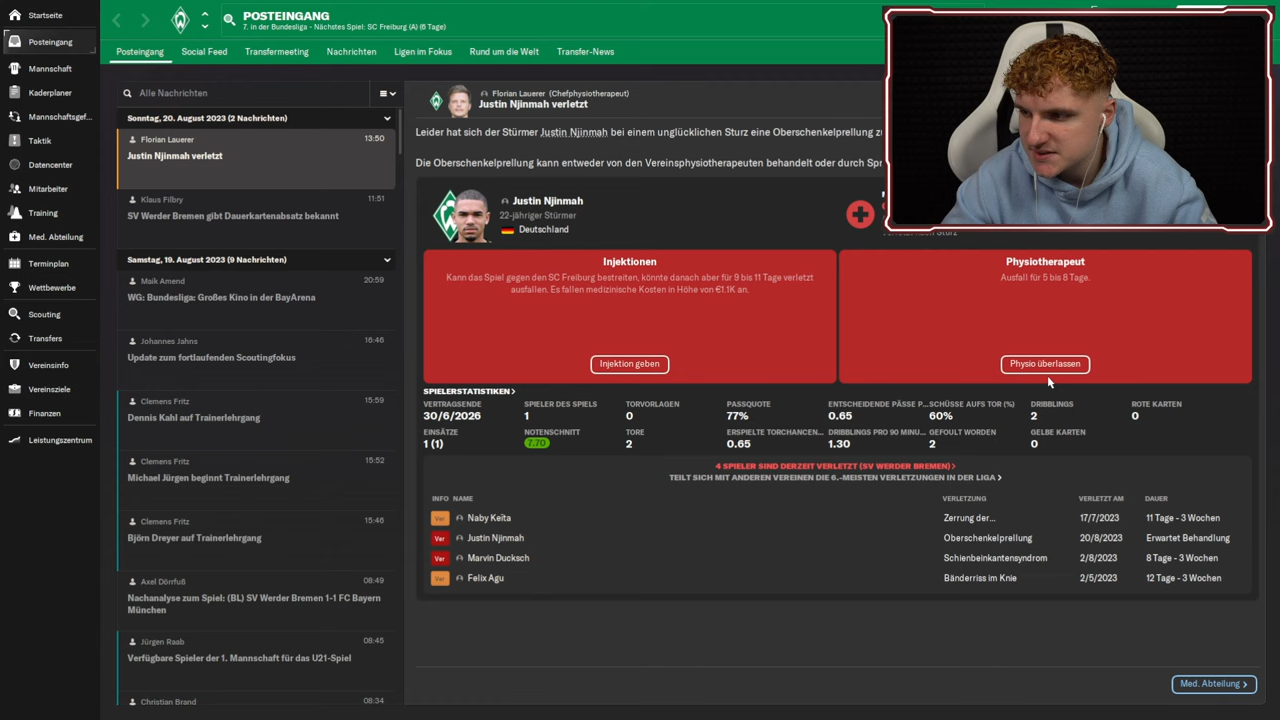 Startseite
Posteingang
Mannschaft
Kaderplaner
Mannschaftsgef...
Taktik
Datencenter
Mitarbeiter
Training
Med. Abteilung
Terminplan
Wettbewerbe
Scouting
Transfers
Vereinsinfo
Vereinsziele
Finanzen
Leistungszentrum
POSTEINGANG
7. in der Bundesliga - Nächstes Spiel: SC Freiburg (A) (6 Tage)
Posteingang Social Feed Transfermeeting Nachrichten Ligen im Fokus Rund um die Welt Transfer-News
Alle Nachrichten
Sonntag, 20. August 2023 (2 Nachrichten)
Florian Lauerer 13:50
Justin Njinmah verletzt
Klaus Filbry 11:51
SV Werder Bremen gibt Dauerkartenabsatz bekannt
Samstag, 19. August 2023 (9 Nachrichten)
Maik Amend 20:59
WG: Bundesliga: Großes Kino in der BayArena
Johannes Jahns 16:46
Update zum fortlaufenden Scoutingfokus
Clemens Fritz 15:59
Dennis Kahl auf Trainerlehrgang
Clemens Fritz 15:52
Michael Jürgen beginnt Trainerlehrgang
Clemens Fritz 15:46
Björn Dreyer auf Trainerlehrgang
Axel Dörrfuß 08:49
Nachanalyse zum Spiel: (BL) SV Werder Bremen 1-1 FC Bayern
München
Jürgen Raab 08:45
Verfügbare Spieler der 1. Mannschaft für das U21-Spiel
Christian Brand 08:34
Florian Lauerer (Chefphysiotherapeut)
Justin Njinmah verletzt
Leider hat sich der Stürmer Justin Njinmah bei einem unglücklichen Sturz eine Oberschenkelprellung
Die Oberschenkelprellung kann entweder von den Vereinsphysiotherapeuten behandelt oder durch
Justin Njinmah
22-jähriger Stürmer
Deutschland
Injektionen
Kann das Spiel gegen den SC Freiburg bestreiten, könnte danach aber für 9 bis 11 Tage verletzt
ausfallen. Es fallen medizinische Kosten in Höhe von €1.1K an.
Injektion geben
Physiotherapeut
Ausfall für 5 bis 8 Tage.
Physio überlassen
SPIELERSTATISTIKEN
VERTRAGSENDE SPIELER DES SPIELS TORVORLAGEN PASSQUOTE ENTSCHEIDENDE PÄSSE P... SCHÜSSE AUFS TOR (%) DRIBBLINGS ROTE KARTEN
30/6/2026 1 0 77% 0.65 60% 2 0
EINSÄTZE NOTENSCHNITT TORE ERSPIELTE TORCHANCEN... DRIBBLINGS PRO 90 MINU... GEFOULT WORDEN GELBE KARTEN
1 (1) 7.70 2 0.65 1.30 2 0
4 SPIELER SIND DERZEIT VERLETZT (SV WERDER BREMEN)
TEILT SICH MIT ANDEREN VEREINEN DIE 6.-MEISTEN VERLETZUNGEN IN DER LIGA
INFO NAME VERLETZUNG VERLETZT AM DAUER
Ver Naby Keïta Zerrung der... 17/7/2023 11 Tage - 3 Wochen
Ver Justin Njinmah Oberschenkelprellung 20/8/2023 Erwartet Behandlung
Ver Marvin Ducksch Schienbeinkantensyndrom 2/8/2023 8 Tage - 3 Wochen
Ver Felix Agu Bänderriss im Knie 2/5/2023 12 Tage - 3 Wochen
Med. Abteilung